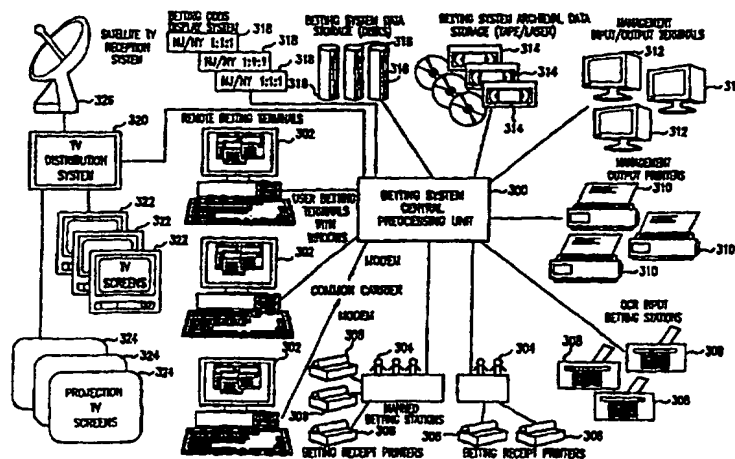 SATELLITE TV
RECEPTION
SYSTEM
326
BETTING ODDS
DISPLAY SYSTEM
NJ/NY 1:1:1
318
NJ/NY 1:1:1
318
NJ/NY 1:1:1
318
BETTING SYSTEM DATA
STORAGE (DISKS)
316
316
316
BETTING SYSTEM ARCHIVAL DATA
STORAGE (TAPE/LASER)
314
314
314
MANAGEMENT
INPUT/OUTPUT TERMINALS
312
312
320
TV
DISTRIBUTION
SYSTEM
REMOTE BETTING TERMINALS
302
USER BETTING
TERMINALS
WITH
WINDOWS
300
BETTING SYSTEM
CENTRAL
PROCESSING UNIT
MANAGEMENT
OUTPUT PRINTERS
310
310
310
322
322
322
TV
SCREENS
302
MODEM
COMMON CARRIER
MODEM
OCR INPUT
BETTING STATIONS
308
308
308
324
324
324
PROJECTION
TV
SCREENS
302
306
304
MANNED
BETTING STATIONS
306
BETTING RECEIPT PRINTERS
304
306
306
BETTING RECEIPT PRINTERS